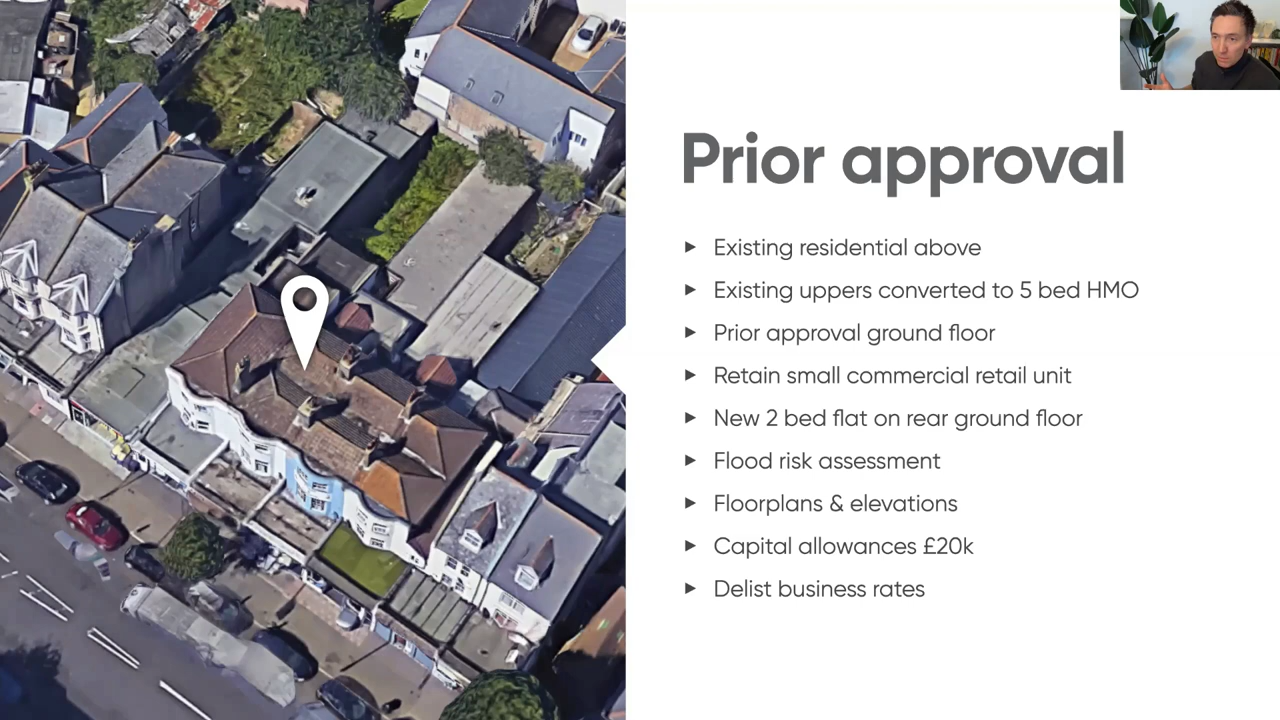 Prior approval
Existing residential above
Existing uppers converted to 5 bed HMO
Prior approval ground floor
Retain small commercial retail unit
New 2 bed flat on rear ground floor
Flood risk assessment
Floorplans & elevations
Capital allowances £20k
Delist business rates